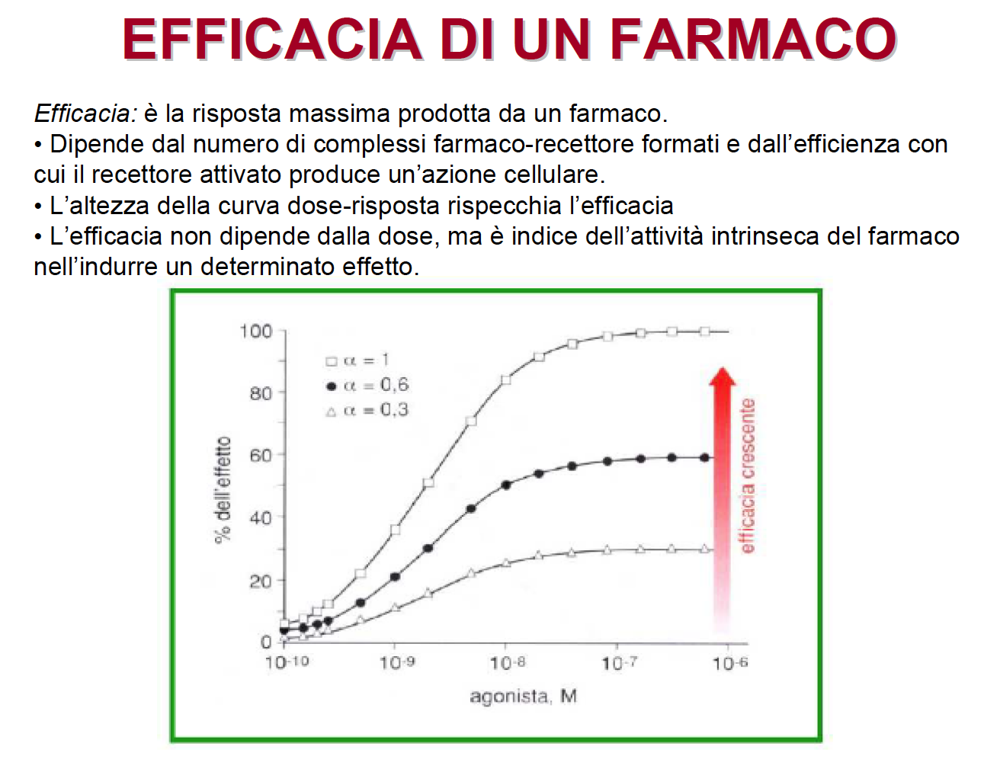 EFFICACIA DI UN FARMACO
Efficacia: è la risposta massima prodotta da un farmaco.
• Dipende dal numero di complessi farmaco-recettore formati e dall’efficienza con
cui il recettore attivato produce un’azione cellulare.
• L’altezza della curva dose-risposta rispecchia l’efficacia
• L’efficacia non dipende dalla dose, ma è indice dell’attività intrinseca del farmaco
nell’indurre un determinato effetto.
100
80
60
40
20
0
% dell'effetto
α = 1
α = 0,6
α = 0,3
efficacia crescente
10-10 10-9 10-8 10-7 10-6
agonista, M